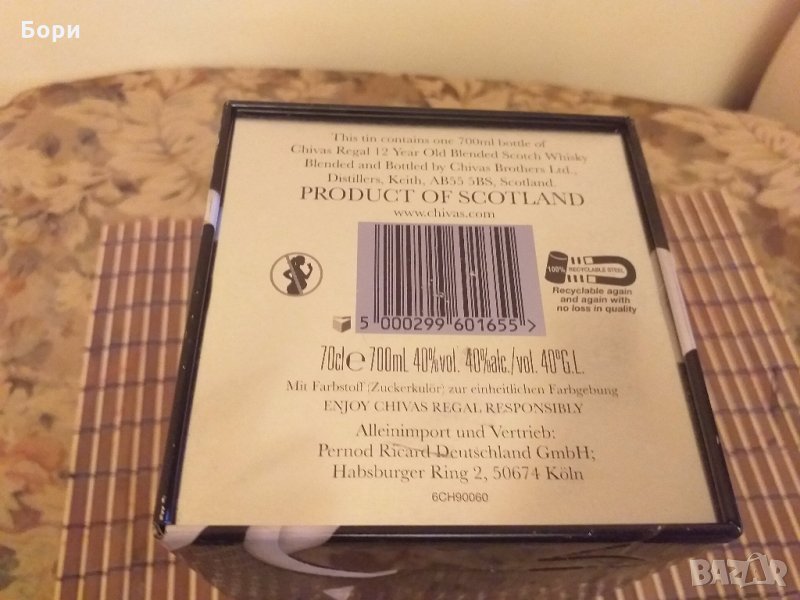 Бори
This tin contains one 700ml bottle of
Chivas Regal 12 Year Old Blended Scotch Whisky
Blended and Bottled by Chivas Brothers Ltd.,
Distillers, Keith, AB55 5BS, Scotland.
PRODUCT OF SCOTLAND
www.chivas.com
100% RECYCLABLE STEEL
Recyclable again
and again with
no loss in quality
5 000299 601655 >
70cl e 700mL 40%vol. 40%alc./vol. 40°G.L.
Mit Farbstoff (Zuckerkulör) zur einheitlichen Farbgebung
ENJOY CHIVAS REGAL RESPONSIBLY
Alleinimport und Vertrieb:
Pernod Ricard Deutschland GmbH;
Habsburger Ring 2, 50674 Köln
6CH90060
BAZAR